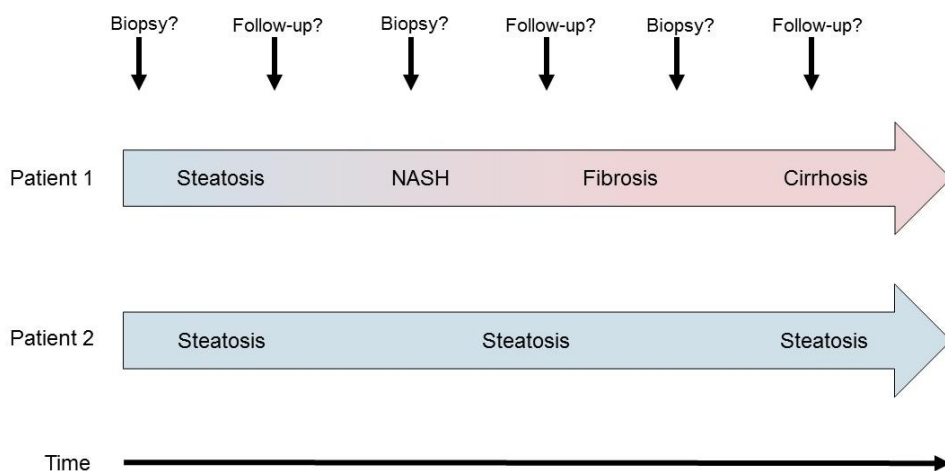 Biopsy? Follow-up? Biopsy? Follow-up? Biopsy? Follow-up?
Patient 1 Steatosis NASH Fibrosis Cirrhosis
Patient 2 Steatosis Steatosis Steatosis
Time